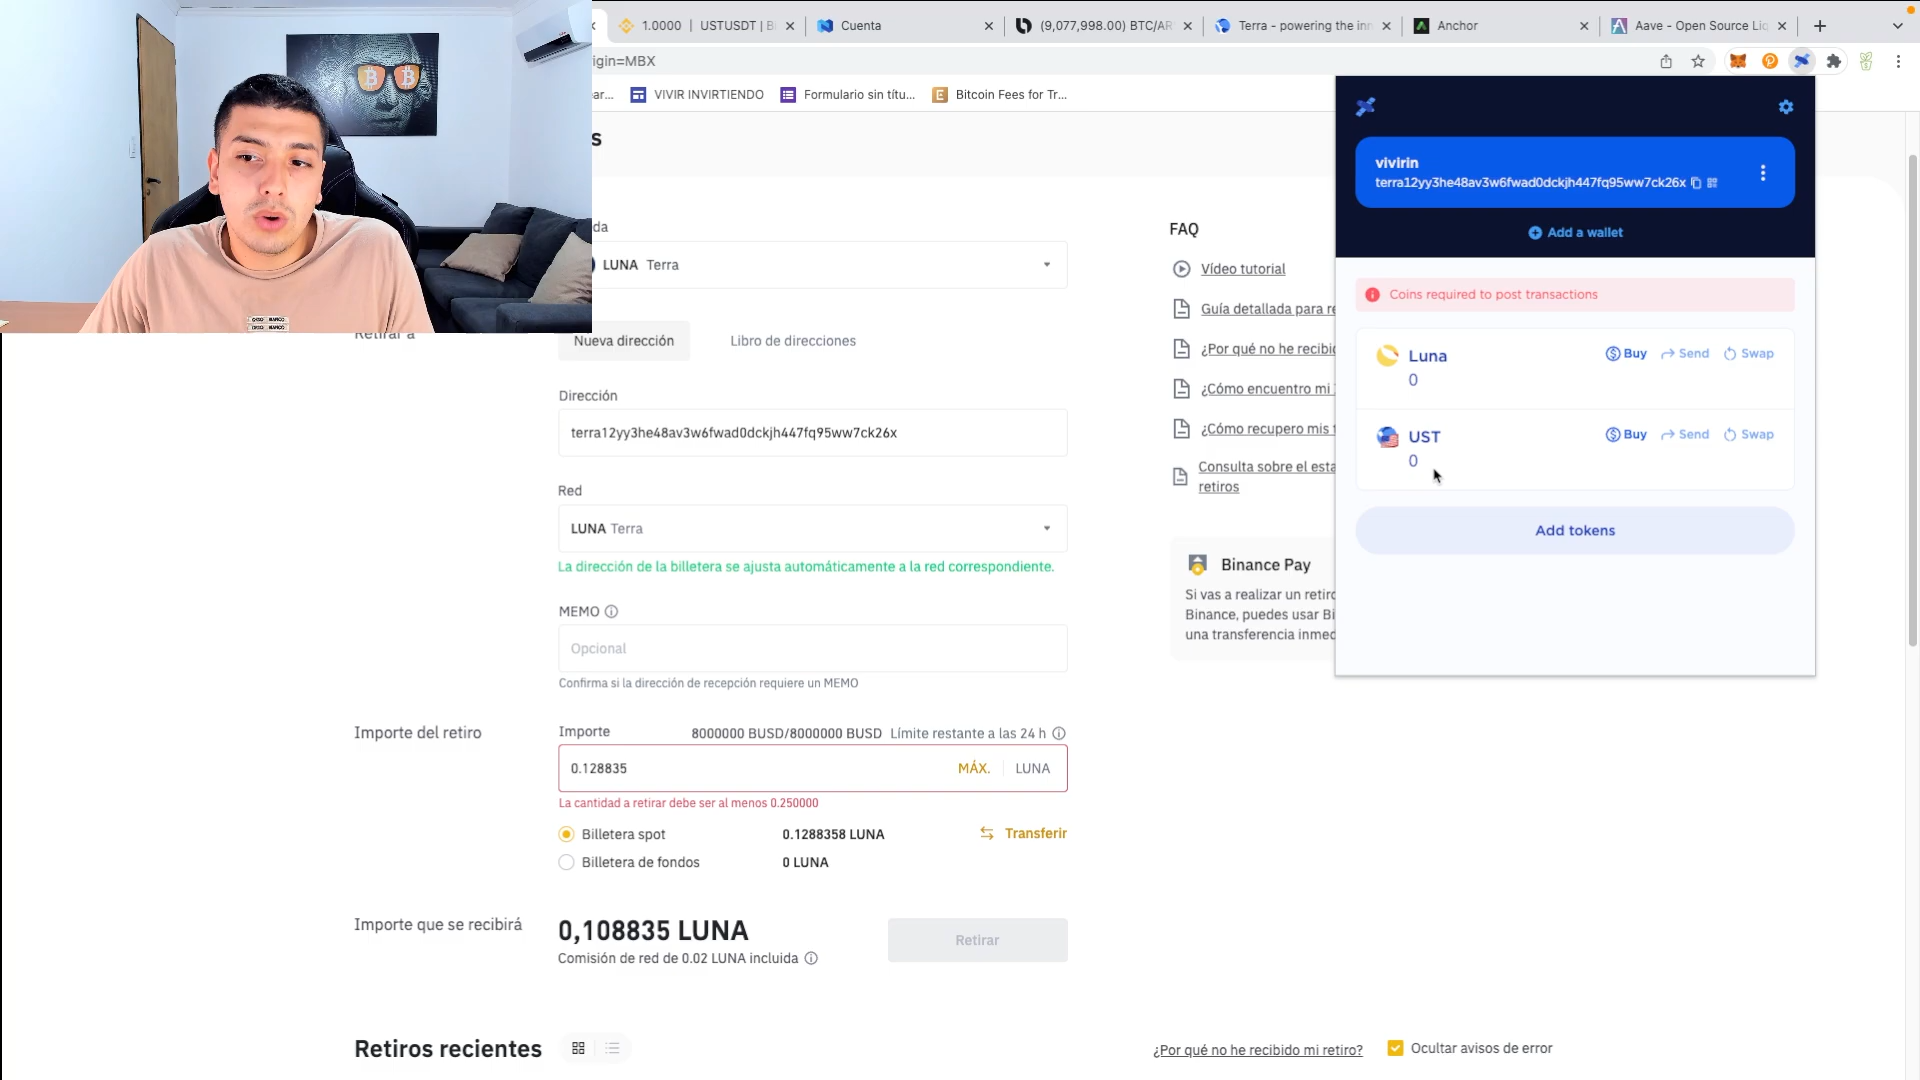 1.0000 | USTUSDT | B
Cuenta
(9,077,998.00) BTC/AR
Terra - powering the inn
Anchor
Aave - Open Source Liq
igin=MBX
ar...
VIVIR INVIRTIENDO
Formulario sin títu...
Bitcoin Fees for Tr...
s
da
LUNA Terra
Retirar a
Nueva dirección
Libro de direcciones
Dirección
terra12yy3he48av3w6fwad0dckjh447fq95ww7ck26x
Red
LUNA Terra
La dirección de la billetera se ajusta automáticamente a la red correspondiente.
MEMO
Opcional
Confirma si la dirección de recepción requiere un MEMO
Importe del retiro
Importe
8000000 BUSD/8000000 BUSD Límite restante a las 24 h
0.128835
MÁX.
LUNA
La cantidad a retirar debe ser al menos 0.250000
Billetera spot
0.1288358 LUNA
Transferir
Billetera de fondos
0 LUNA
Importe que se recibirá
0,108835 LUNA
Comisión de red de 0.02 LUNA incluida
Retirar
Retiros recientes
¿Por qué no he recibido mi retiro?
Ocultar avisos de error
FAQ
Vídeo tutorial
Guía detallada para re
¿Por qué no he recibid
¿Cómo encuentro mi
¿Cómo recupero mis
Consulta sobre el esta
retiros
Binance Pay
Si vas a realizar un retiro
Binance, puedes usar Bi
una transferencia inmed
vivirin
terra12yy3he48av3w6fwad0dckjh447fq95ww7ck26x
Add a wallet
Coins required to post transactions
Luna
0
Buy
Send
Swap
UST
0
Buy
Send
Swap
Add tokens